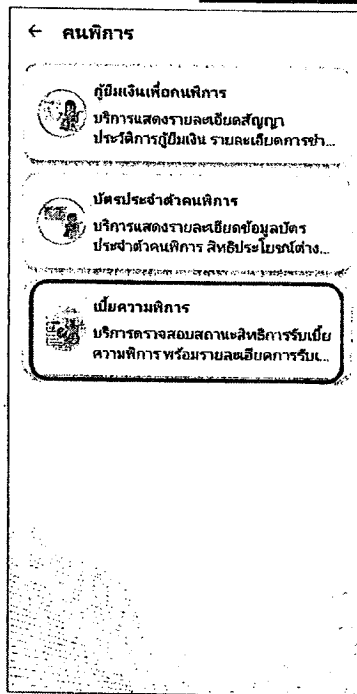 ← คนพิการ
กู้ยืมเงินเพื่อคนพิการ
บริการแสดงรายละเอียดสัญญา
ประวัติการกู้ยืมเงิน รายละเอียดการชำ...
บัตรประจำตัวคนพิการ
บริการแสดงรายละเอียดข้อมูลบัตร
ประจำตัวคนพิการ สิทธิประโยชน์ต่าง...
เบี้ยความพิการ
บริการตรวจสอบสถานะสิทธิการรับเบี้ย
ความพิการ พร้อมรายละเอียดการรับเ...